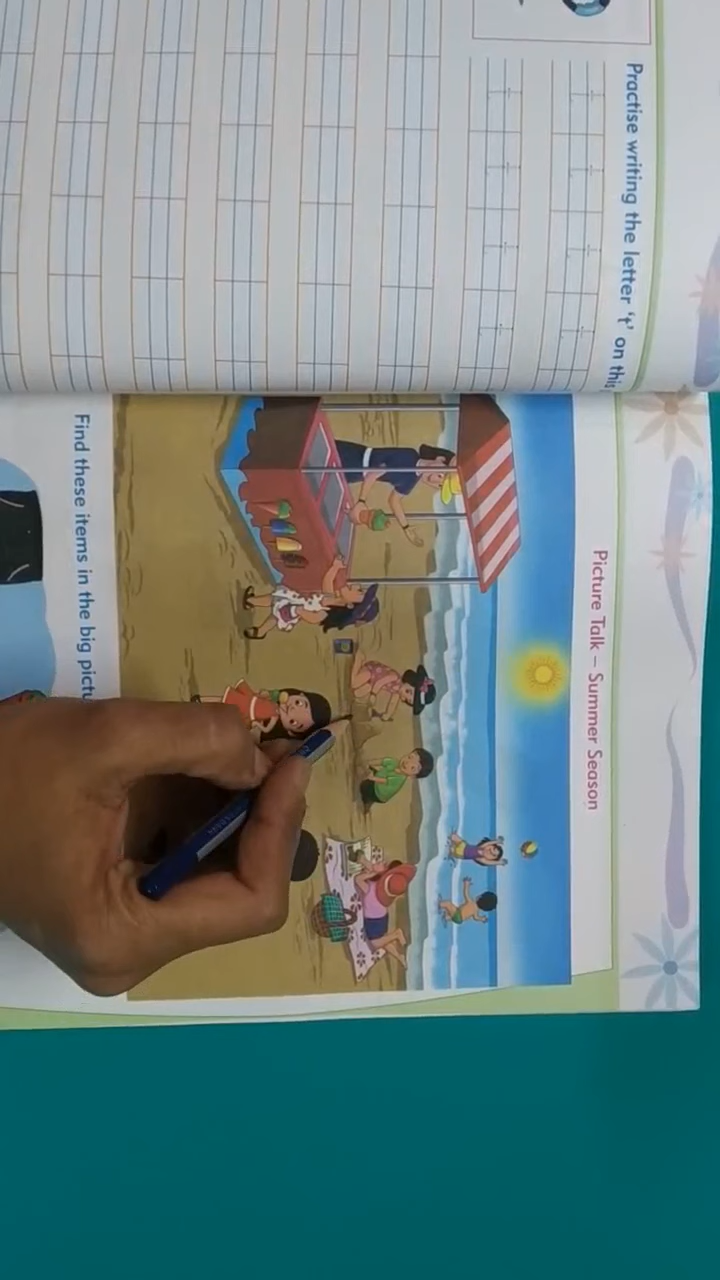 Practise writing the letter 't' on this
t t t t
t t t t
Picture Talk – Summer Season
Find these items in the big pictu